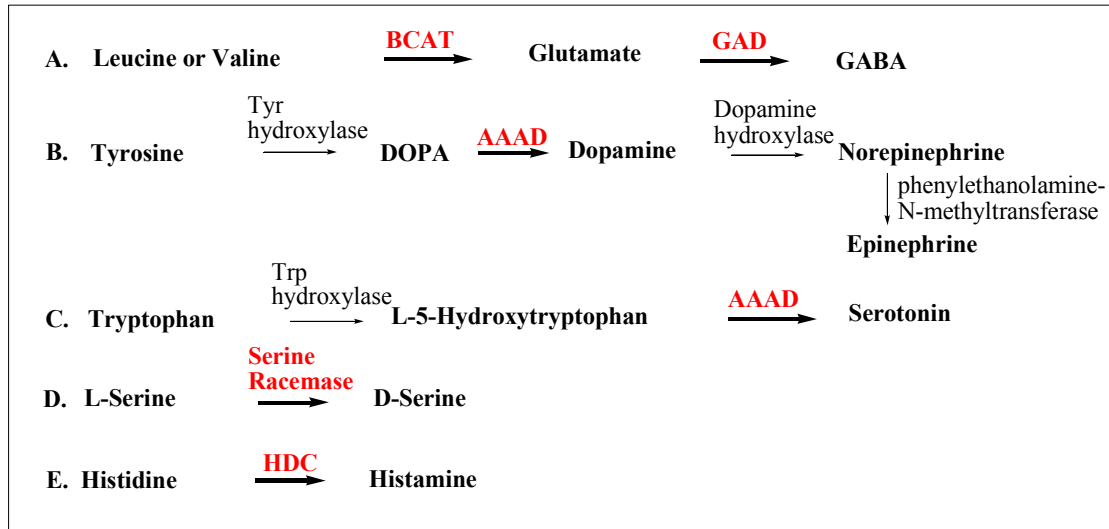 BCAT GAD
A. Leucine or Valine Glutamate GABA
Tyr Dopamine
hydroxylase AAAD hydroxylase
B. Tyrosine DOPA Dopamine Norepinephrine
phenylethanolamine-
N-methyltransferase
Epinephrine
Trp
hydroxylase AAAD
C. Tryptophan L-5-Hydroxytryptophan Serotonin
Serine
Racemase
D. L-Serine D-Serine
HDC
E. Histidine Histamine